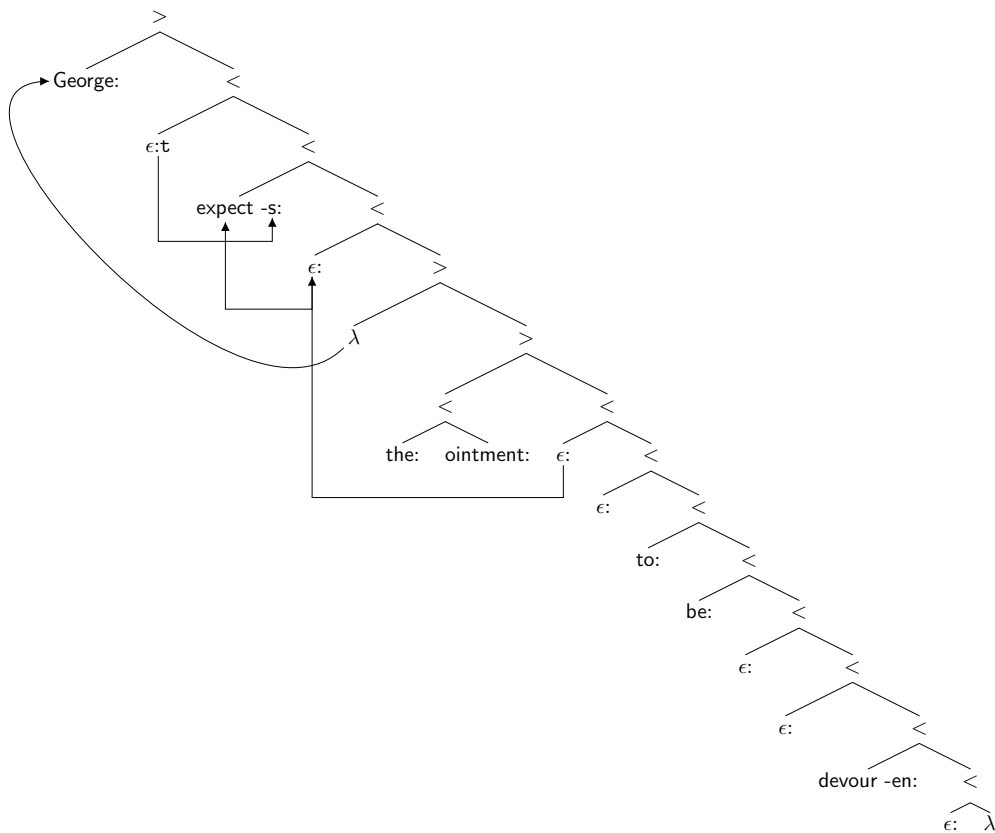 >
George: <
ϵ:t <
expect -s: <
ϵ: >
λ >
< <
the: ointment: ϵ: <
ϵ: <
to: <
be: <
ϵ: <
ϵ: <
devour -en: <
ϵ: λ